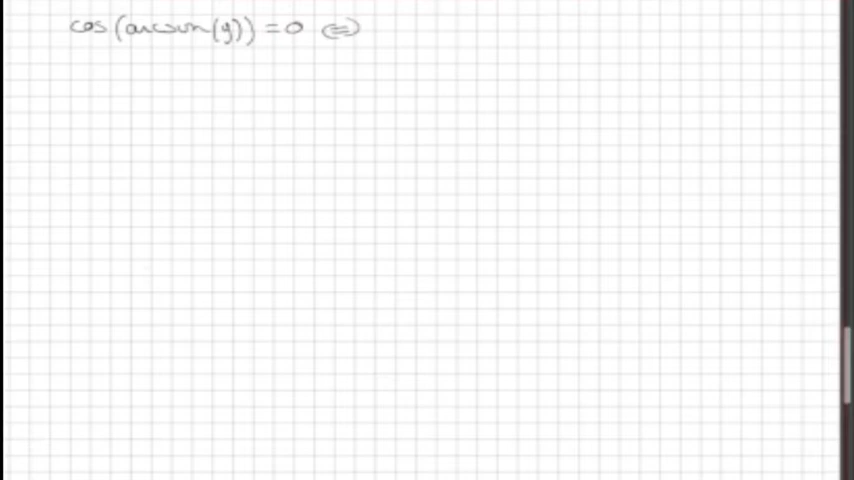 cos(arcsin(y)) = 0 ⇔